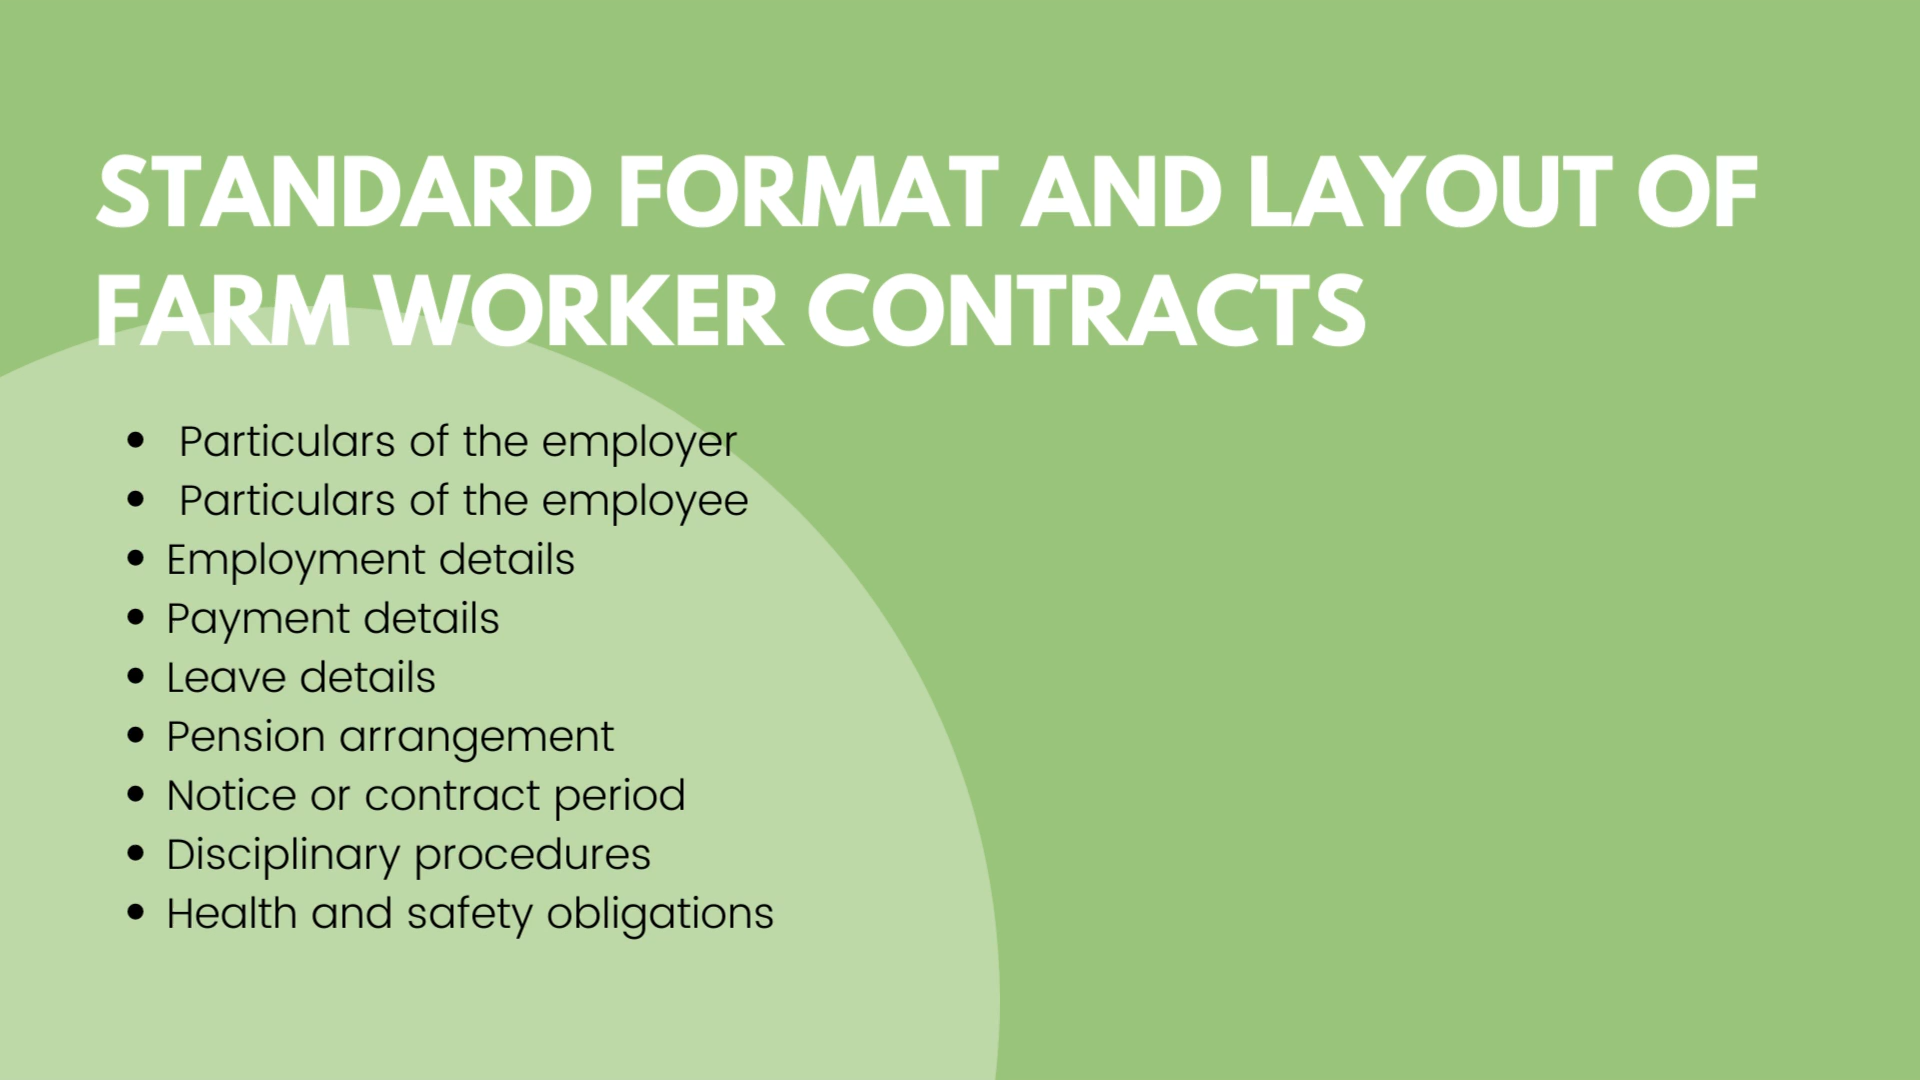 STANDARD FORMAT AND LAYOUT OF
FARM WORKER CONTRACTS
• Particulars of the employer
• Particulars of the employee
• Employment details
• Payment details
• Leave details
• Pension arrangement
• Notice or contract period
• Disciplinary procedures
• Health and safety obligations